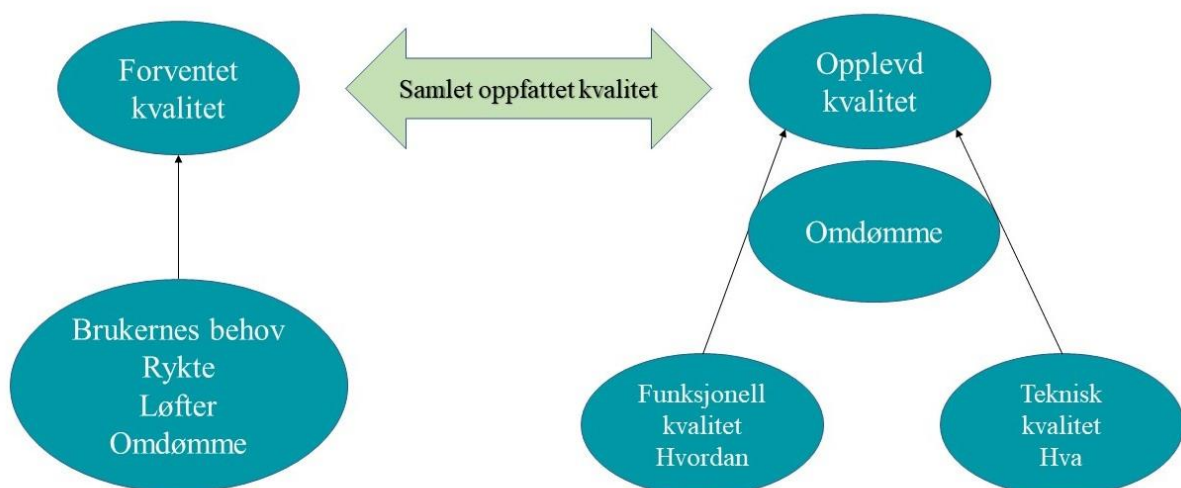 Forventet
kvalitet
Samlet oppfattet kvalitet
Opplevd
kvalitet
Omdømme
Brukernes behov
Rykte
Løfter
Omdømme
Funksjonell
kvalitet
Hvordan
Teknisk
kvalitet
Hva